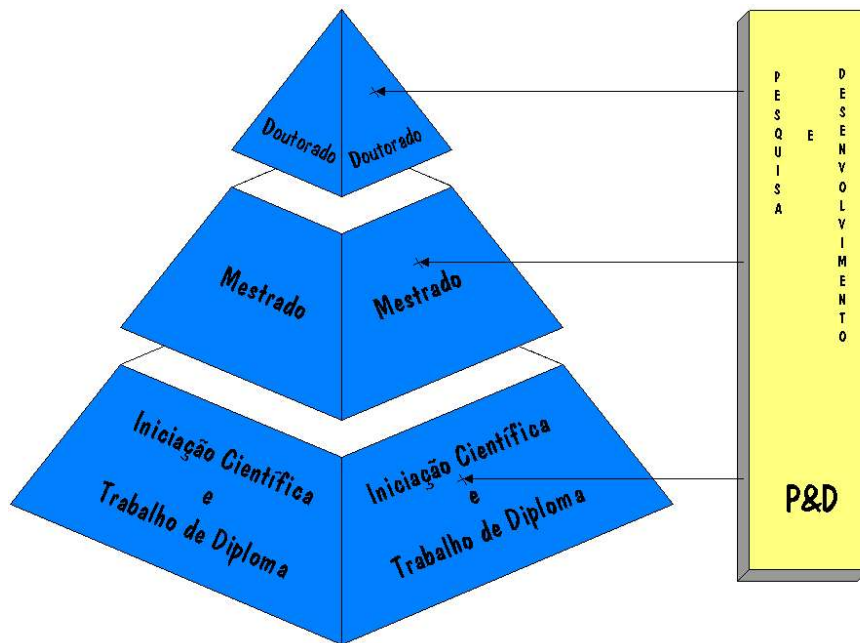 Doutorado
Doutorado
Mestrado
Mestrado
Iniciação Científica
e
Trabalho de Diploma
Iniciação Científica
e
Trabalho de Diploma
PESQUISA
E
DESENVOLVIMENTO
P&D